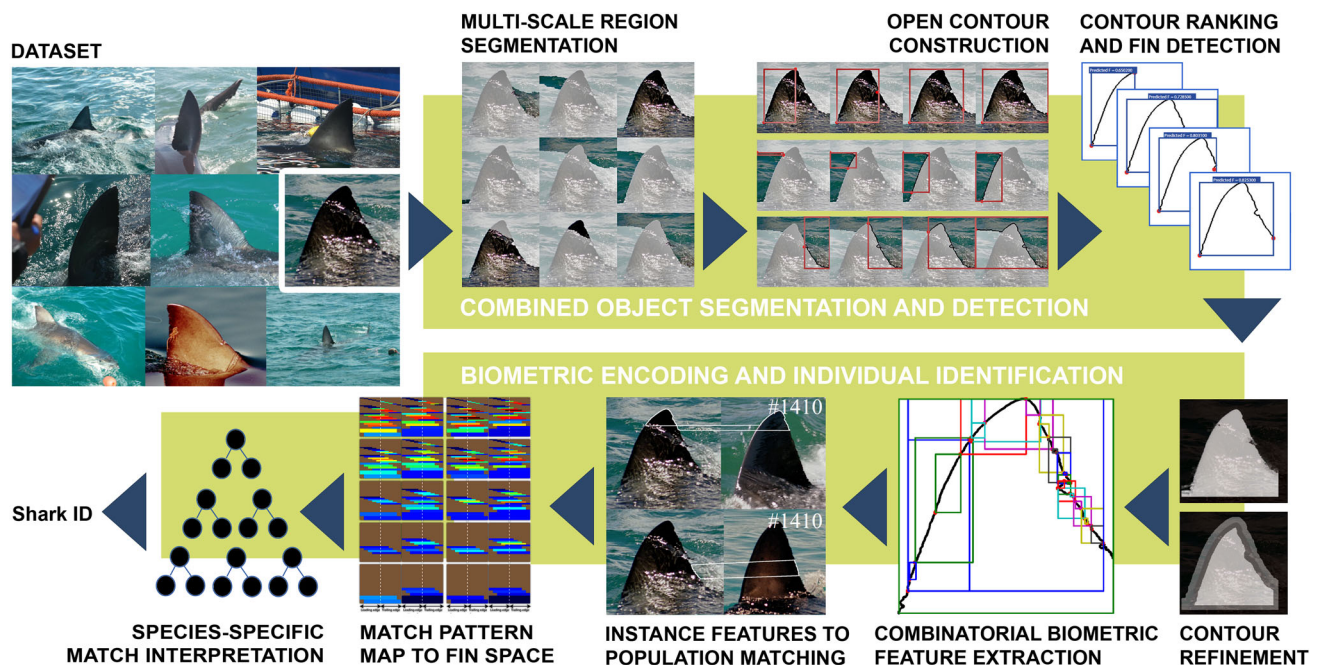 DATASET
MULTI-SCALE REGION
SEGMENTATION
OPEN CONTOUR
CONSTRUCTION
CONTOUR RANKING
AND FIN DETECTION
COMBINED OBJECT SEGMENTATION AND DETECTION
BIOMETRIC ENCODING AND INDIVIDUAL IDENTIFICATION
#1410
#1410
Shark ID
SPECIES-SPECIFIC
MATCH INTERPRETATION
MATCH PATTERN
MAP TO FIN SPACE
INSTANCE FEATURES TO
POPULATION MATCHING
COMBINATORIAL BIOMETRIC
FEATURE EXTRACTION
CONTOUR
REFINEMENT